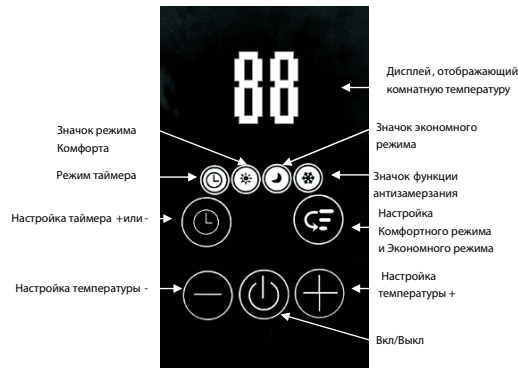 88
Дисплей, отображающий
комнатную температуру
Значок режима
Комфорта
Значок экономного
режима
Режим таймера
Значок функции
антизамерзания
Настройка таймера +или -
Настройка
Комфортного режима
и Экономного режима
Настройка температуры -
Настройка
температуры +
Вкл/Выкл